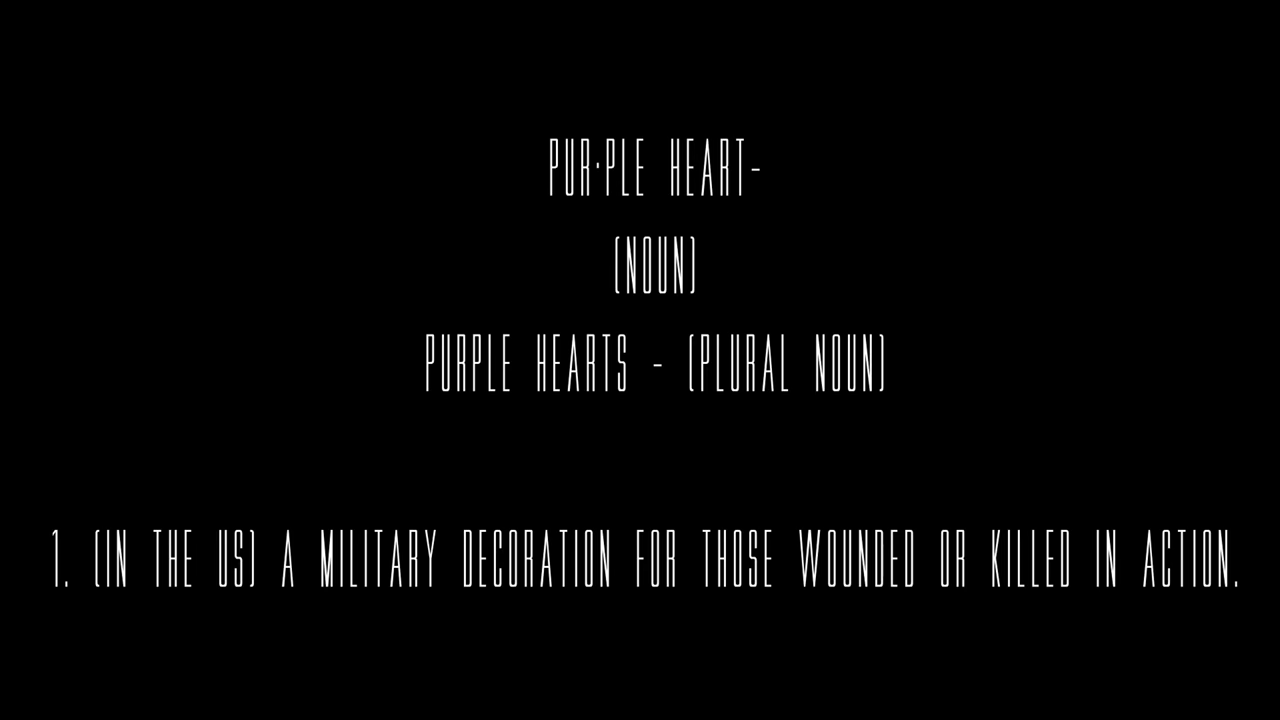 PUR·PLE HEART-
(NOUN)
PURPLE HEARTS - (PLURAL NOUN)
1. (IN THE US) A MILITARY DECORATION FOR THOSE WOUNDED OR KILLED IN ACTION.